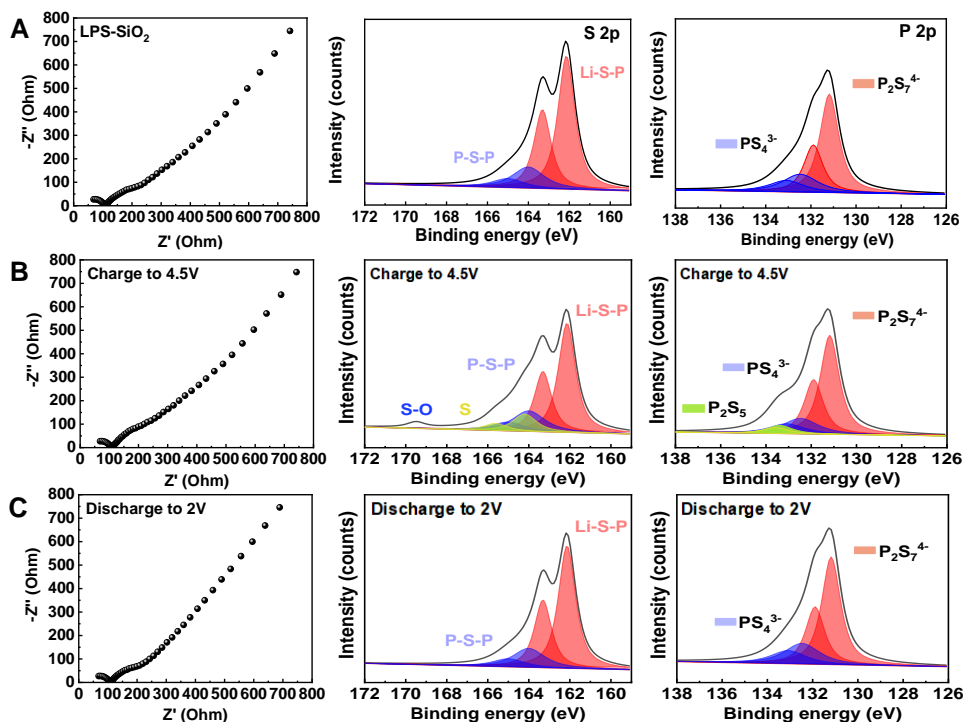 A
LPS-SiO₂
-Z'' (Ohm)
800
700
600
500
400
300
200
100
0
0 100 200 300 400 500 600 700 800
Z' (Ohm)
S 2p
Li-S-P
P-S-P
Intensity (counts)
172 170 168 166 164 162 160
Binding energy (eV)
P 2p
P₂S₇⁴⁻
PS₄³⁻
Intensity (counts)
138 136 134 132 130 128 126
Binding energy (eV)
B
Charge to 4.5V
-Z'' (Ohm)
800
700
600
500
400
300
200
100
0
0 100 200 300 400 500 600 700 800
Z' (Ohm)
Charge to 4.5V
Li-S-P
P-S-P
S-O
S
Intensity (counts)
172 170 168 166 164 162 160
Binding energy (eV)
Charge to 4.5V
P₂S₇⁴⁻
PS₄³⁻
P₂S₅
Intensity (counts)
138 136 134 132 130 128 126
Binding energy (eV)
C
Discharge to 2V
-Z'' (Ohm)
800
700
600
500
400
300
200
100
0
0 100 200 300 400 500 600 700 800
Z' (Ohm)
Discharge to 2V
Li-S-P
P-S-P
Intensity (counts)
172 170 168 166 164 162 160
Binding energy (eV)
Discharge to 2V
P₂S₇⁴⁻
PS₄³⁻
Intensity (counts)
138 136 134 132 130 128 126
Binding energy (eV)